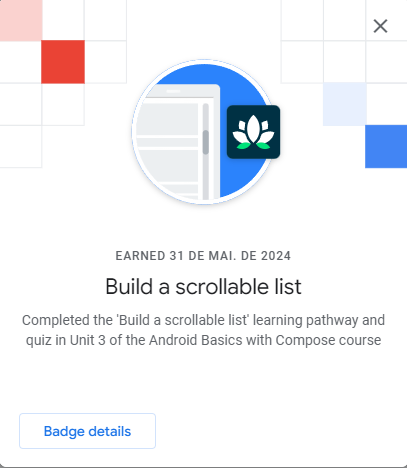 EARNED 31 DE MAI. DE 2024
Build a scrollable list
Completed the 'Build a scrollable list' learning pathway and
quiz in Unit 3 of the Android Basics with Compose course
Badge details